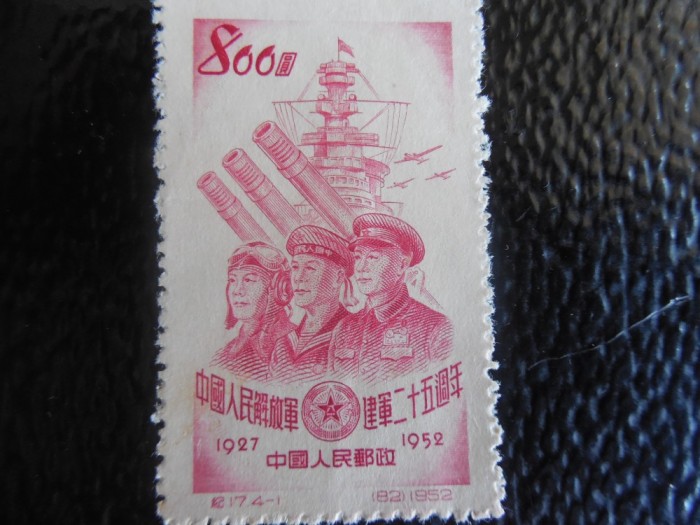 800圓
中國人民解放軍 建軍二十五週年
1927 1952
中國人民郵政
紀17.4-1 (82)1952